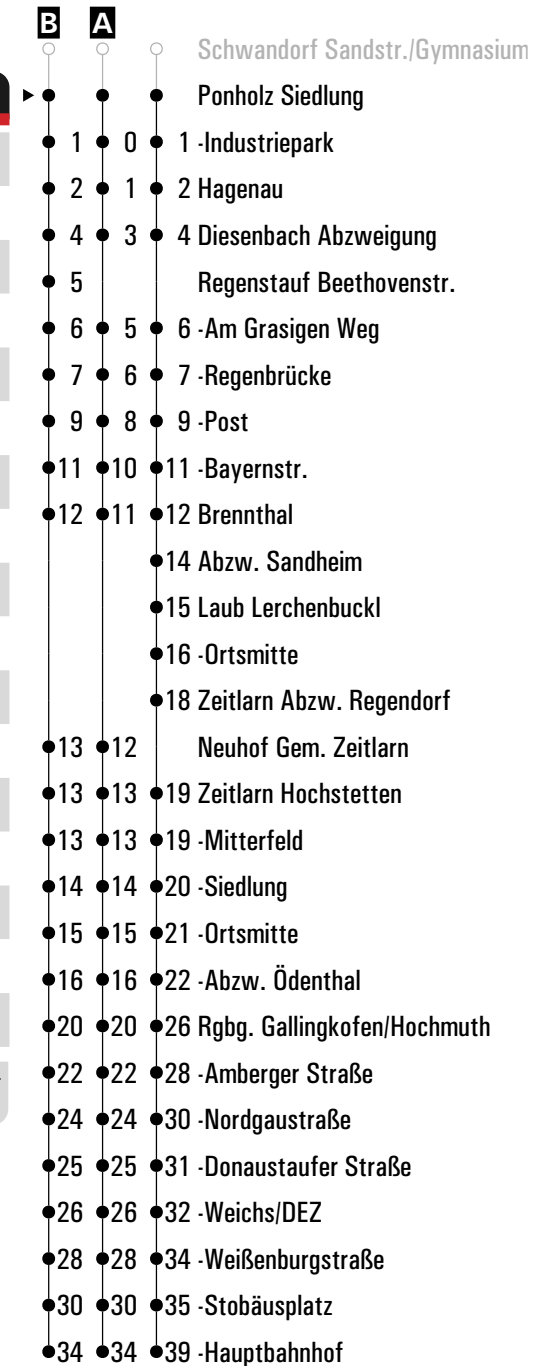 B A
Schwandorf Sandstr./Gymnasium
Ponholz Siedlung
1 0 1 -Industriepark
2 1 2 Hagenau
4 3 4 Diesenbach Abzweigung
5 Regenstauf Beethovenstr.
6 5 6 -Am Grasigen Weg
7 6 7 -Regenbrücke
9 8 9 -Post
11 10 11 -Bayernstr.
12 11 12 Brennthal
14 Abzw. Sandheim
15 Laub Lerchenbuckl
16 -Ortsmitte
18 Zeitlarn Abzw. Regendorf
13 12 Neuhof Gem. Zeitlarn
13 13 19 Zeitlarn Hochstetten
13 13 19 -Mitterfeld
14 14 20 -Siedlung
15 15 21 -Ortsmitte
16 16 22 -Abzw. Ödenthal
20 20 26 Rgbg. Gallingkofen/Hochmuth
22 22 28 -Amberger Straße
24 24 30 -Nordgaustraße
25 25 31 -Donaustaufer Straße
26 26 32 -Weichs/DEZ
28 28 34 -Weißenburgstraße
30 30 35 -Stobäusplatz
34 34 39 -Hauptbahnhof